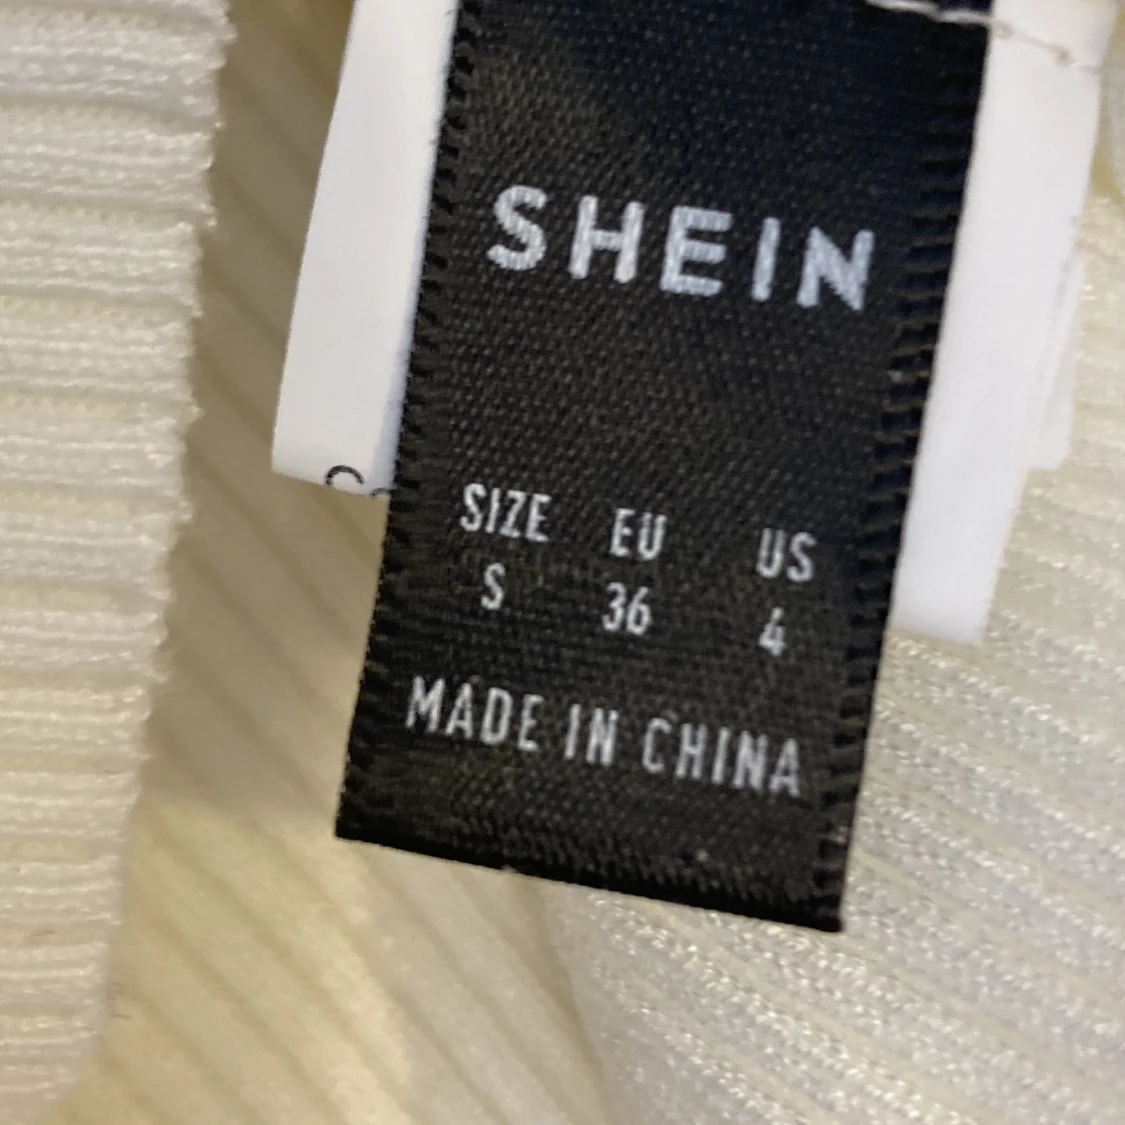 SHEIN
SIZE EU US
S 36 4
MADE IN CHINA